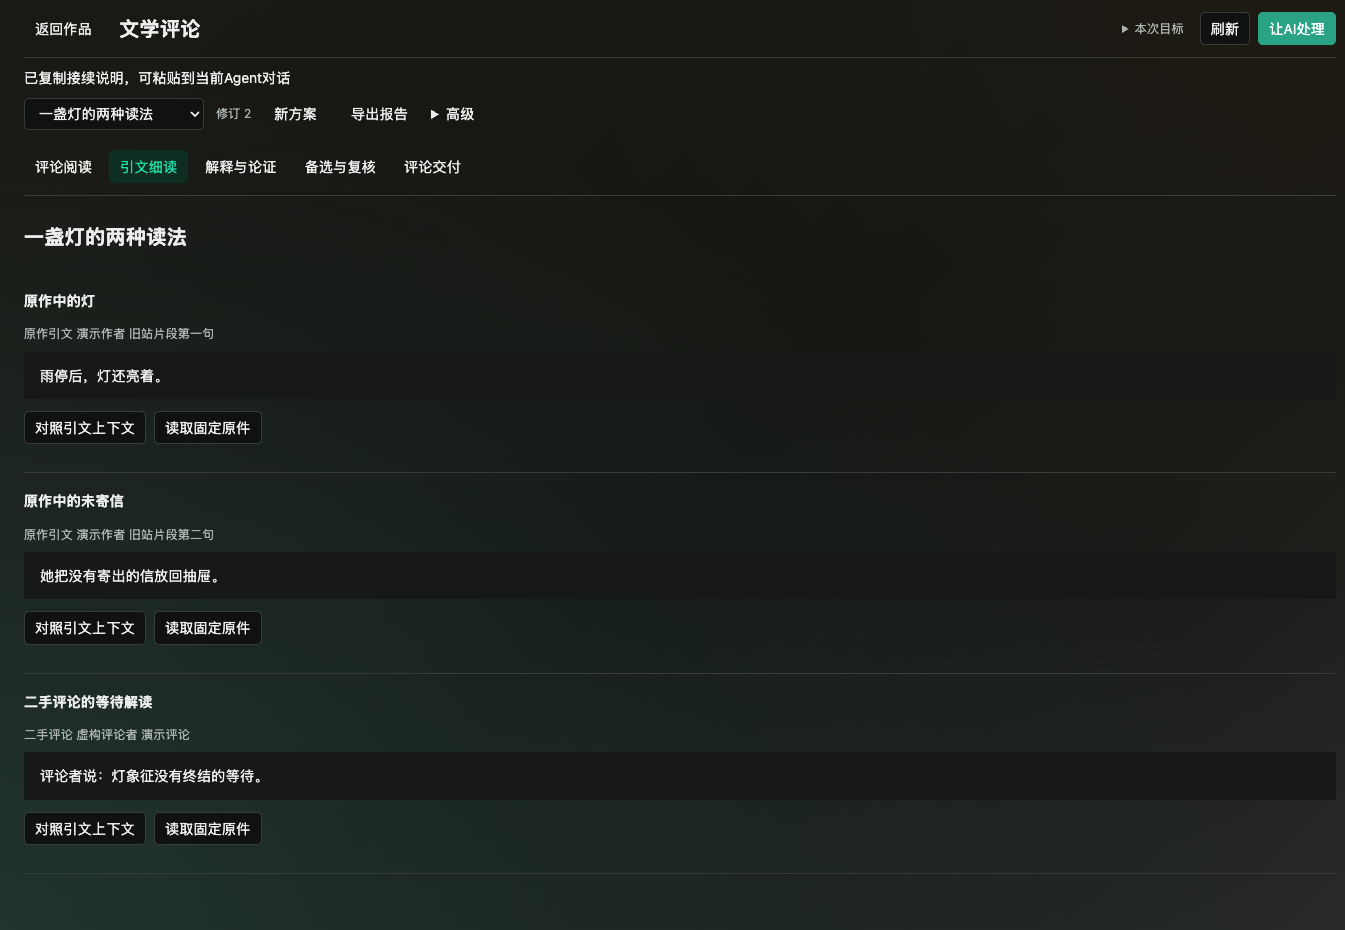 返回作品 文学评论 ▶ 本次目标 刷新 让AI处理
已复制接续说明，可粘贴到当前Agent对话
一盏灯的两种读法 修订 2 新方案 导出报告 ▶ 高级
评论阅读 引文细读 解释与论证 备选与复核 评论交付
一盏灯的两种读法
原作中的灯
原作引文 演示作者 旧站片段第一句
雨停后，灯还亮着。
对照引文上下文 读取固定原件
原作中的未寄信
原作引文 演示作者 旧站片段第二句
她把没有寄出的信放回抽屉。
对照引文上下文 读取固定原件
二手评论的等待解读
二手评论 虚构评论者 演示评论
评论者说：灯象征没有终结的等待。
对照引文上下文 读取固定原件